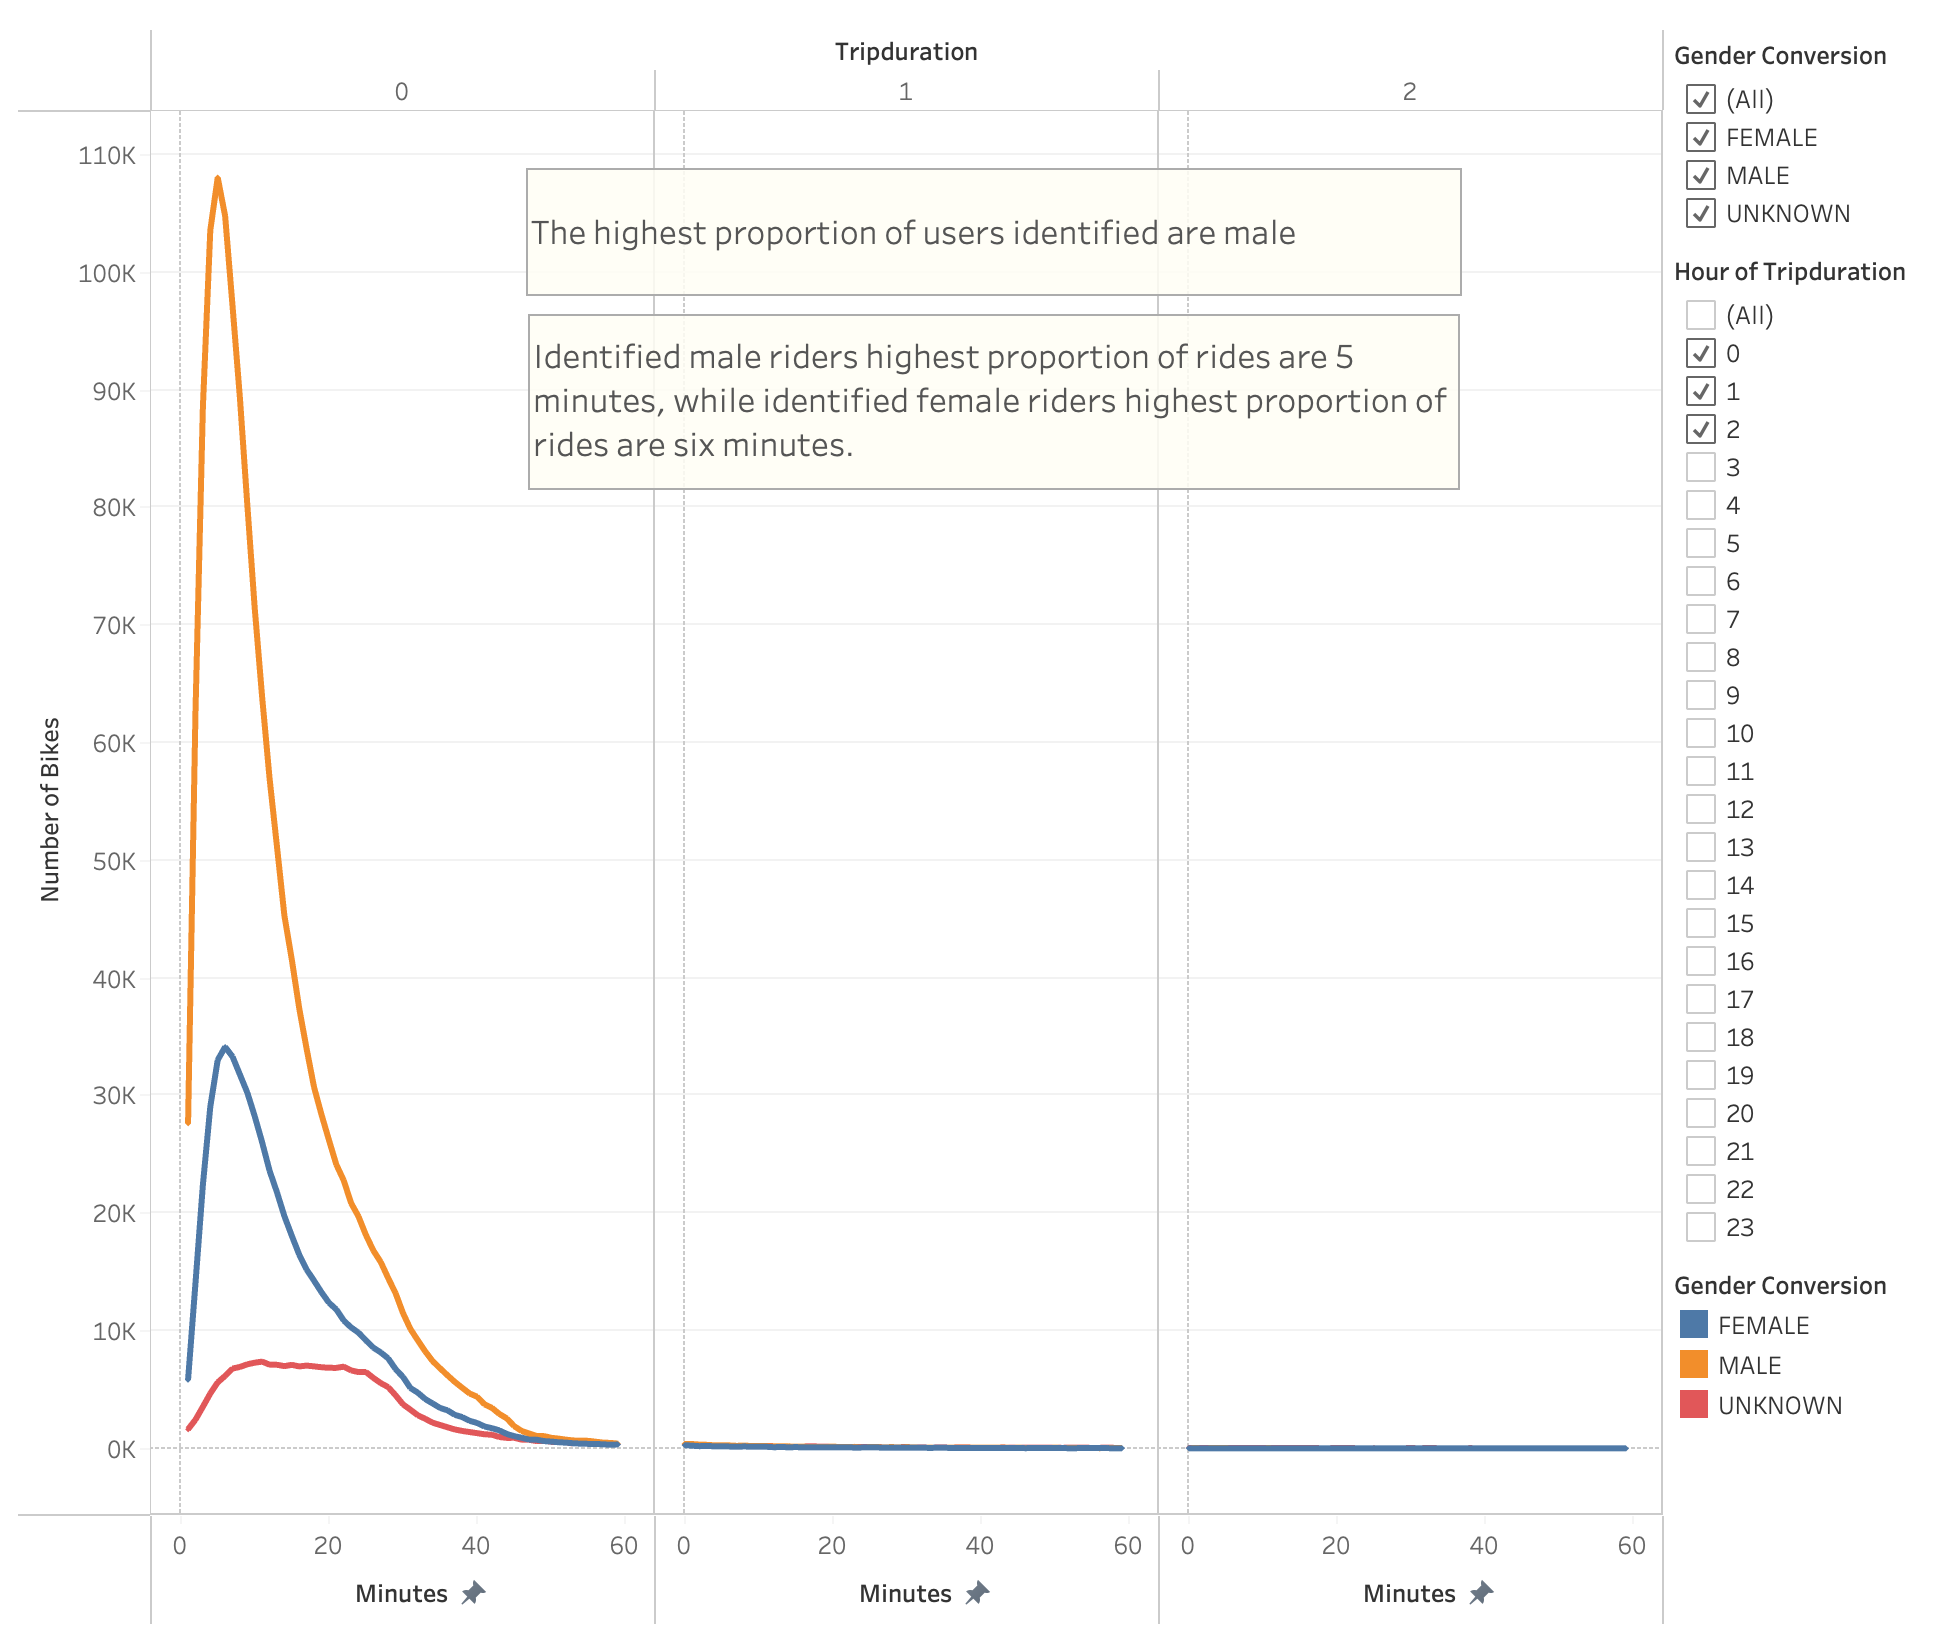 Tripduration
0 1 2
110K
100K
90K
80K
70K
60K
50K
40K
30K
20K
10K
0K
Number of Bikes
The highest proportion of users identified are male
Identified male riders highest proportion of rides are 5
minutes, while identified female riders highest proportion of
rides are six minutes.
0 20 40 60 0 20 40 60 0 20 40 60
Minutes Minutes Minutes
Gender Conversion
(All)
FEMALE
MALE
UNKNOWN
Hour of Tripduration
(All)
0
1
2
3
4
5
6
7
8
9
10
11
12
13
14
15
16
17
18
19
20
21
22
23
Gender Conversion
FEMALE
MALE
UNKNOWN